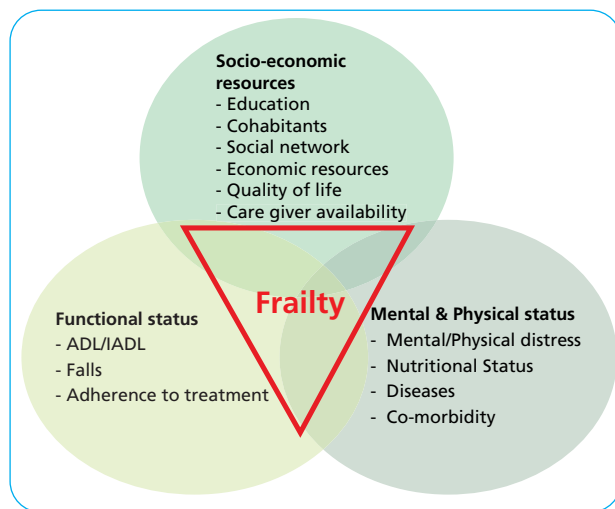 Socio-economic
resources
- Education
- Cohabitants
- Social network
- Economic resources
- Quality of life
- Care giver availability
Frailty
Functional status
- ADL/IADL
- Falls
- Adherence to treatment
Mental & Physical status
- Mental/Physical distress
- Nutritional Status
- Diseases
- Co-morbidity